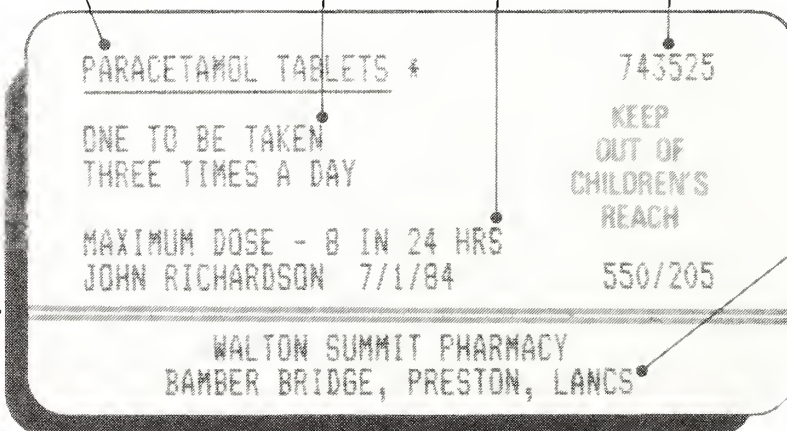 PARACETAMOL TABLETS * 743525
ONE TO BE TAKEN
THREE TIMES A DAY
KEEP
OUT OF
CHILDREN'S
REACH
MAXIMUM DOSE - 8 IN 24 HRS
JOHN RICHARDSON 7/1/84 550/205
WALTON SUMMIT PHARMACY
BAMBER BRIDGE, PRESTON, LANCS